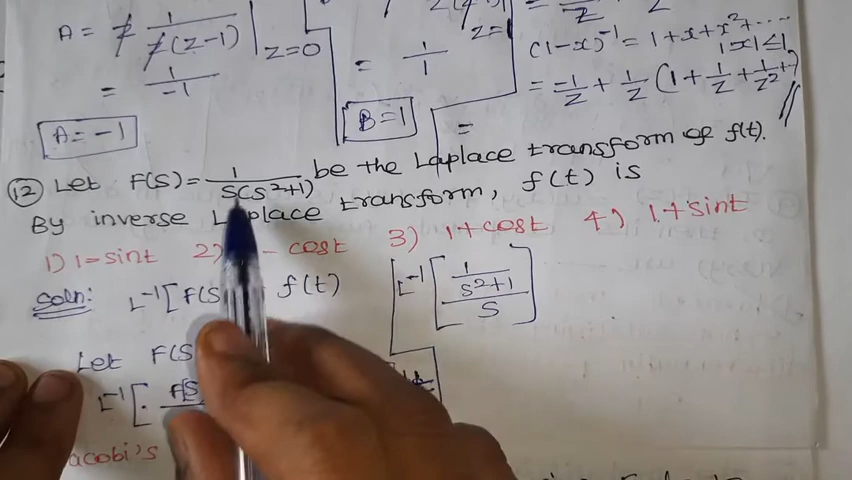 A = 1 / (z-1) | z=0
= 1 / -1
A = -1
z=1
= 1 / 1
B = 1
=
(1-x)⁻¹ = 1+x+x²+....
|x|<1
= -1/z + 1/z (1 + 1/z + 1/z² +
(12) Let F(S) = 1 / S(S²+1) be the Laplace transform of f(t).
By inverse Laplace transform, f(t) is
1) 1-sint 2) - cost 3) 1+cost 4) 1+sint
Soln: L⁻¹[F(S) f(t) L⁻¹[ 1/(S²+1) / S ]
Let F(S
L⁻¹[
acobi's